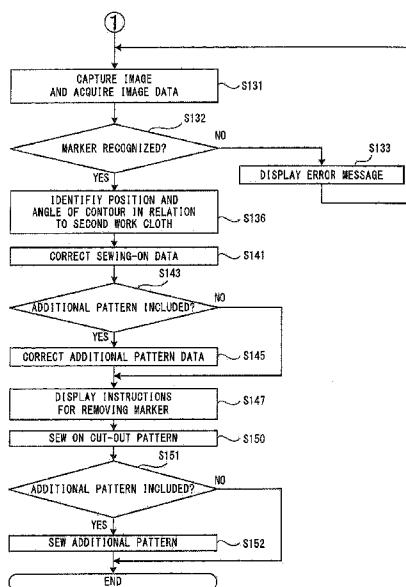 1
CAPTURE IMAGE
AND ACQUIRE IMAGE DATA
S131
S132
MARKER RECOGNIZED?
NO
YES
S133
DISPLAY ERROR MESSAGE
IDENTIFIY POSITION AND
ANGLE OF CONTOUR IN RELATION
TO SECOND WORK CLOTH
S136
CORRECT SEWING-ON DATA
S141
S143
ADDITIONAL PATTERN INCLUDED?
NO
YES
CORRECT ADDITIONAL PATTERN DATA
S145
DISPLAY INSTRUCTIONS
FOR REMOVING MARKER
S147
SEW ON CUT-OUT PATTERN
S150
S151
ADDITIONAL PATTERN INCLUDED?
NO
YES
SEW ADDITIONAL PATTERN
S152
END